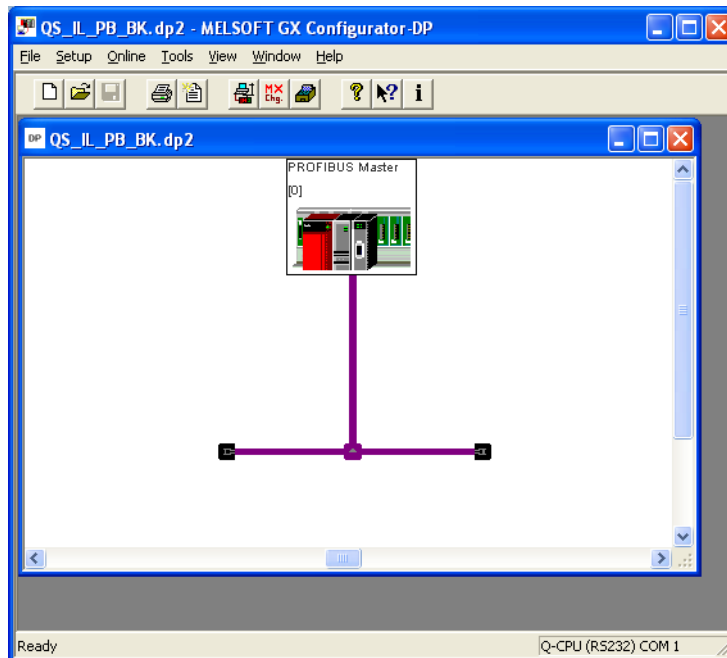 QS_IL_PB_BK.dp2 - MELSOFT GX Configurator-DP
File Setup Online Tools View Window Help
MX
Chg.
DP QS_IL_PB_BK.dp2
PROFIBUS Master
[0]
Ready
Q-CPU (RS232) COM 1